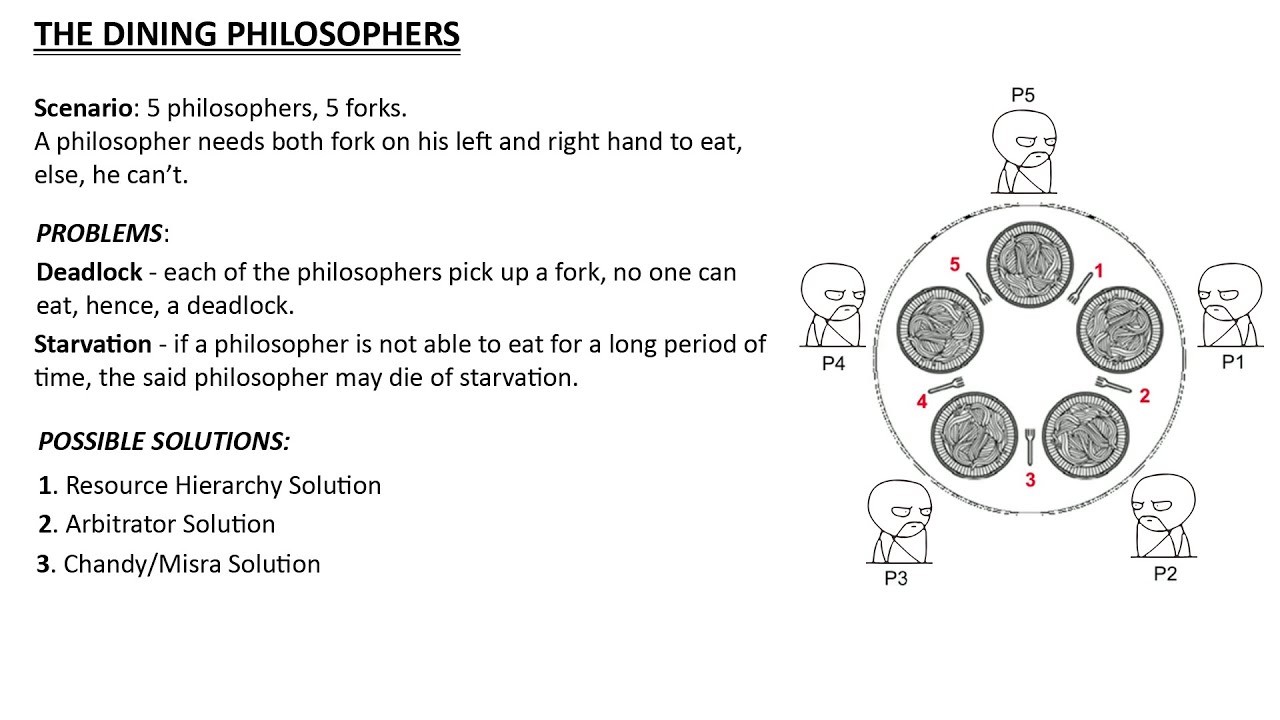 THE DINING PHILOSOPHERS
Scenario: 5 philosophers, 5 forks.
A philosopher needs both fork on his left and right hand to eat,
else, he can't.
PROBLEMS:
Deadlock - each of the philosophers pick up a fork, no one can
eat, hence, a deadlock.
Starvation - if a philosopher is not able to eat for a long period of
time, the said philosopher may die of starvation.
POSSIBLE SOLUTIONS:
1. Resource Hierarchy Solution
2. Arbitrator Solution
3. Chandy/Misra Solution
P5
5
1
P4
P1
4
2
3
P3
P2